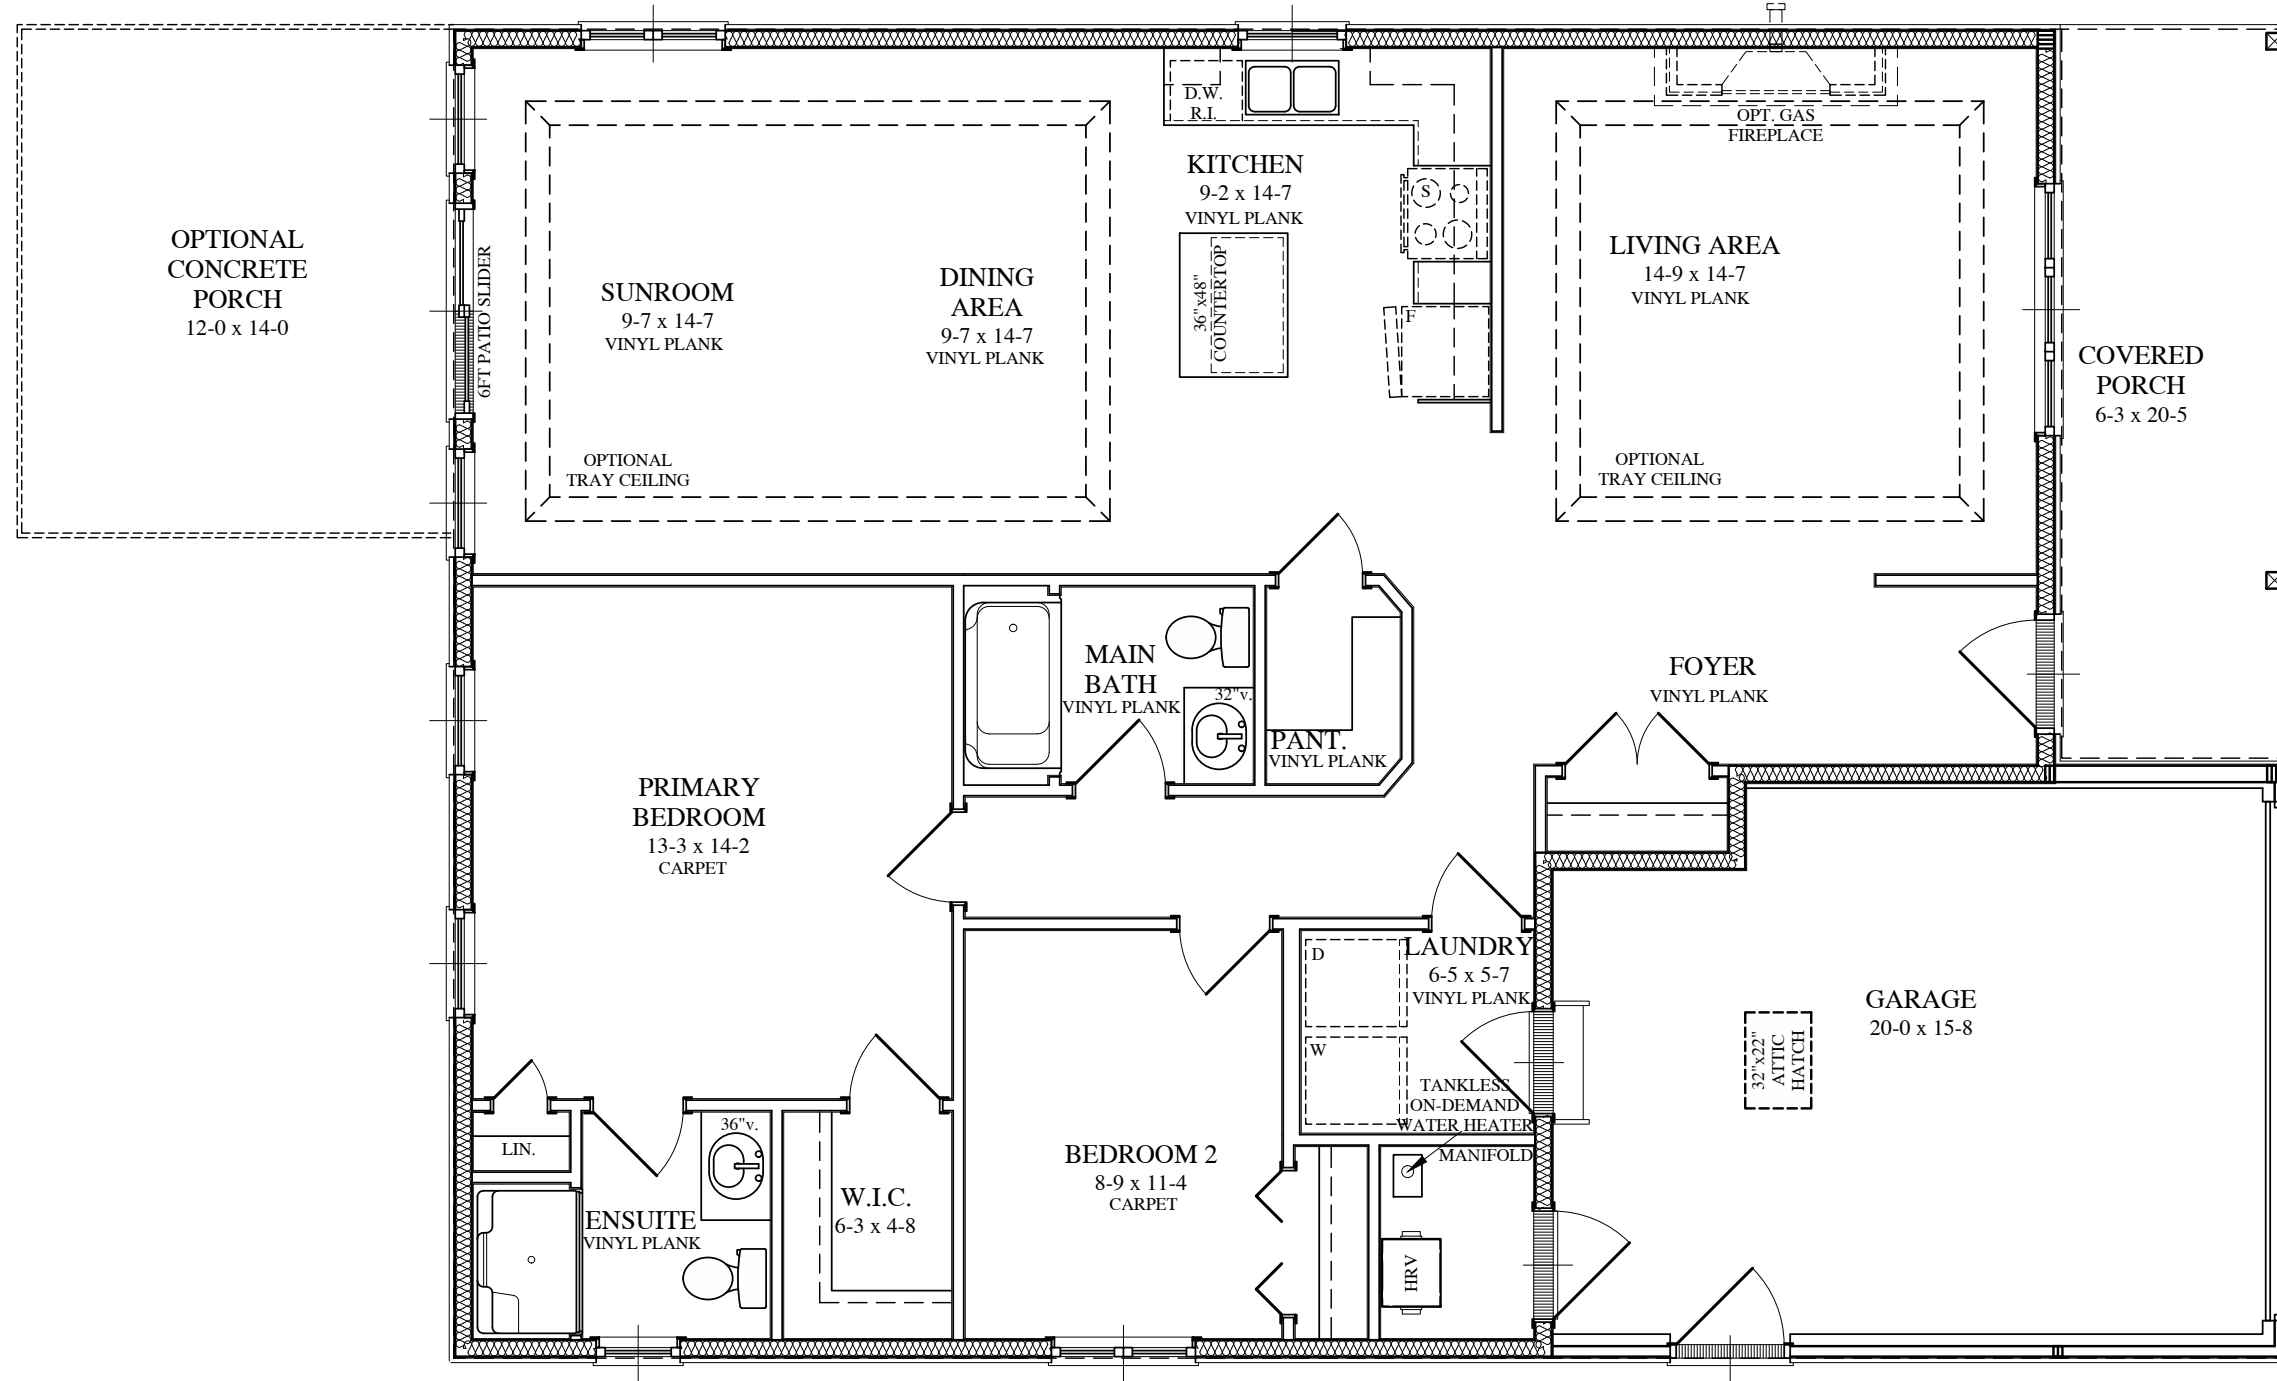 D.W.
R.I.
OPT. GAS
FIREPLACE
KITCHEN
9-2 x 14-7
VINYL PLANK
S
OPTIONAL
CONCRETE
PORCH
12-0 x 14-0
6FT PATIO SLIDER
SUNROOM
9-7 x 14-7
VINYL PLANK
DINING
AREA
9-7 x 14-7
VINYL PLANK
36"x48"
COUNTERTOP
F
LIVING AREA
14-9 x 14-7
VINYL PLANK
COVERED
PORCH
6-3 x 20-5
OPTIONAL
TRAY CEILING
OPTIONAL
TRAY CEILING
MAIN
BATH
VINYL PLANK
32"v.
PANT.
VINYL PLANK
FOYER
VINYL PLANK
PRIMARY
BEDROOM
13-3 x 14-2
CARPET
D
LAUNDRY
6-5 x 5-7
VINYL PLANK
W
GARAGE
20-0 x 15-8
32"x22"
ATTIC
HATCH
TANKLESS
ON-DEMAND
WATER HEATER
MANIFOLD
LIN.
36"v.
ENSUITE
VINYL PLANK
W.I.C.
6-3 x 4-8
BEDROOM 2
8-9 x 11-4
CARPET
HRV